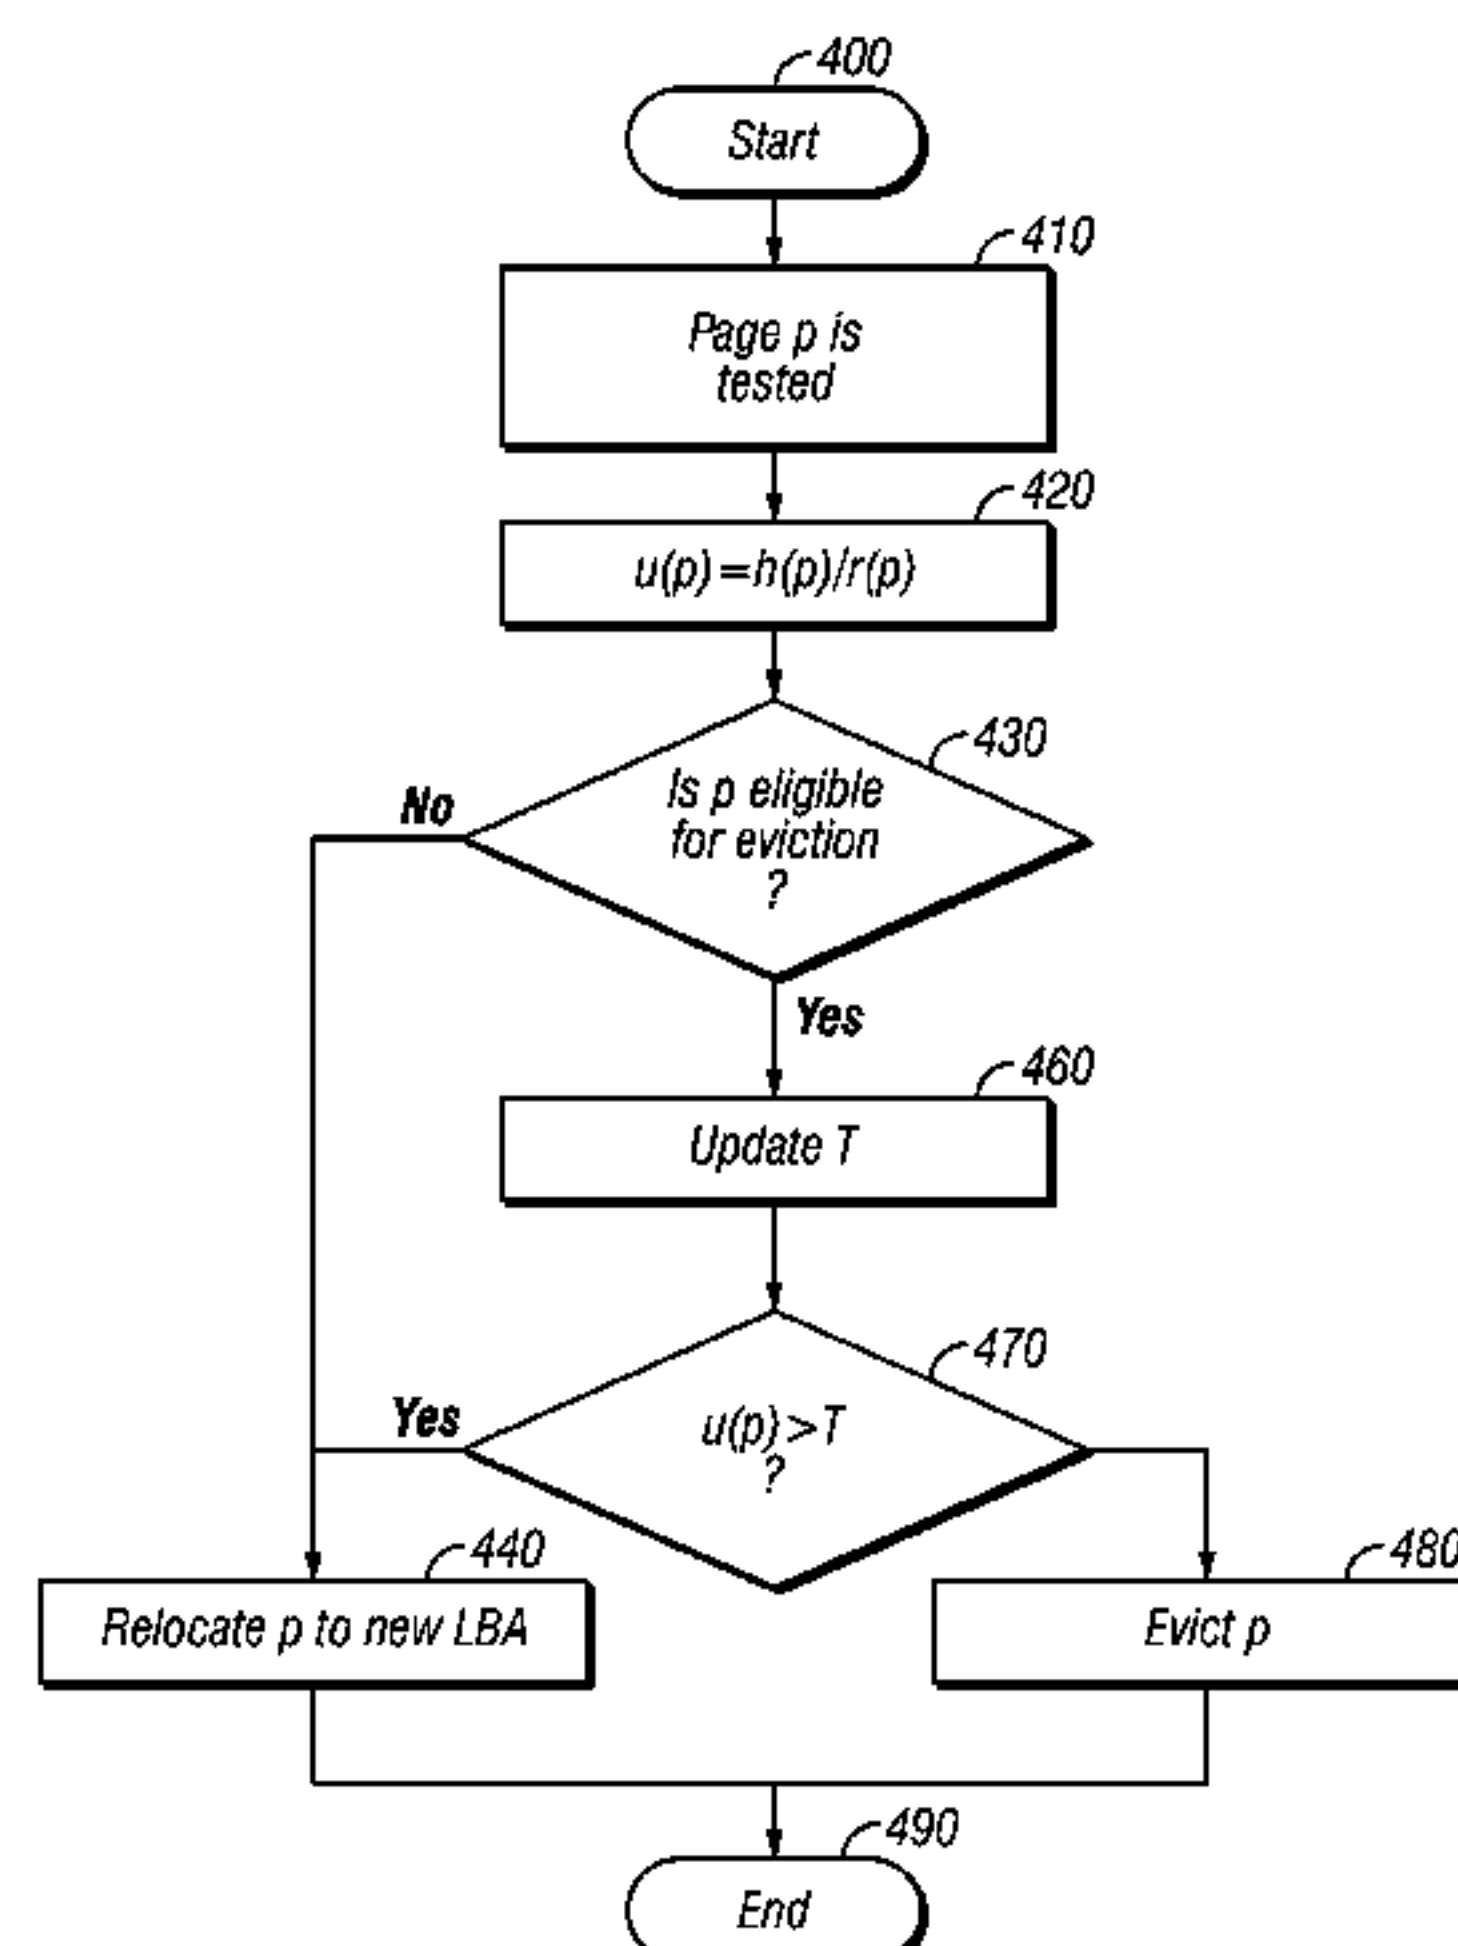 400
Start
410
Page p is
tested
420
u(p)=h(p)/r(p)
430
Is p eligible
for eviction
?
No
Yes
460
Update T
470
u(p)>T
?
Yes
440
Relocate p to new LBA
480
Evict p
490
End